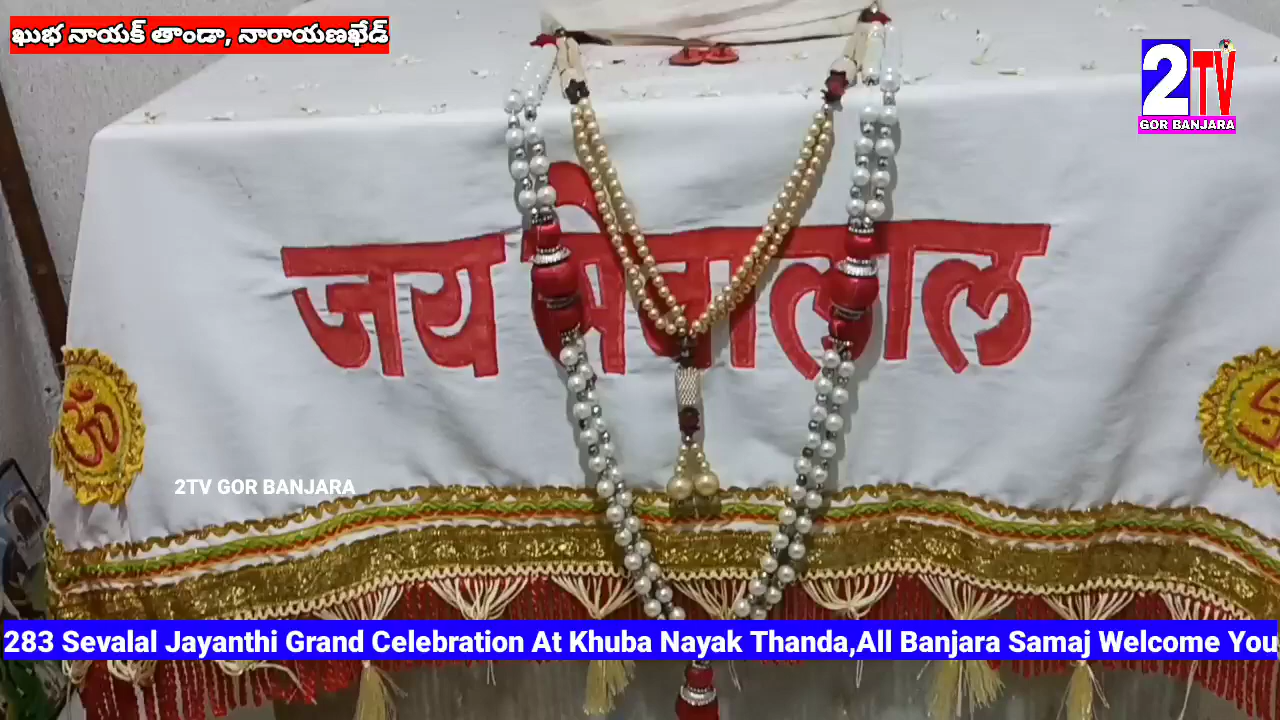 ఖుభ నాయక్ తాండా, నారాయణఖేడ్
2TV
GOR BANJARA
जय सेवालाल
ॐ
2TV GOR BANJARA
283 Sevalal Jayanthi Grand Celebration At Khuba Nayak Thanda,All Banjara Samaj Welcome You